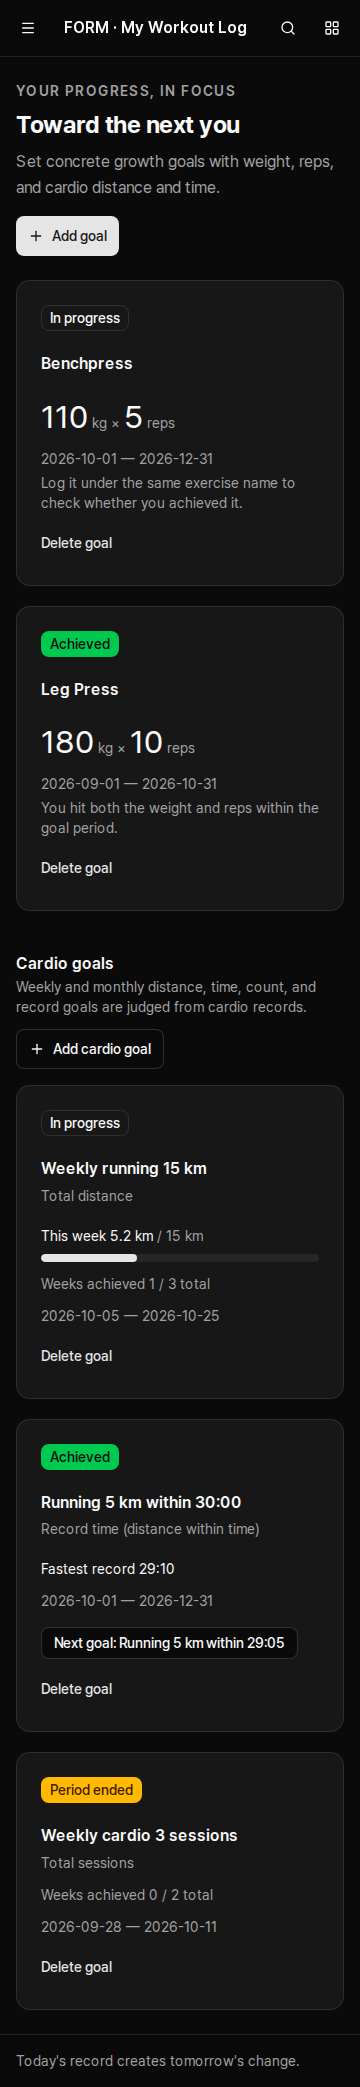 FORM · My Workout Log
YOUR PROGRESS, IN FOCUS
Toward the next you
Set concrete growth goals with weight, reps,
and cardio distance and time.
Add goal
In progress
Benchpress
110 kg × 5 reps
2026-10-01 — 2026-12-31
Log it under the same exercise name to
check whether you achieved it.
Delete goal
Achieved
Leg Press
180 kg × 10 reps
2026-09-01 — 2026-10-31
You hit both the weight and reps within the
goal period.
Delete goal
Cardio goals
Weekly and monthly distance, time, count, and
record goals are judged from cardio records.
Add cardio goal
In progress
Weekly running 15 km
Total distance
This week 5.2 km / 15 km
Weeks achieved 1 / 3 total
2026-10-05 — 2026-10-25
Delete goal
Achieved
Running 5 km within 30:00
Record time (distance within time)
Fastest record 29:10
2026-10-01 — 2026-12-31
Next goal: Running 5 km within 29:05
Delete goal
Period ended
Weekly cardio 3 sessions
Total sessions
Weeks achieved 0 / 2 total
2026-09-28 — 2026-10-11
Delete goal
Today's record creates tomorrow's change.